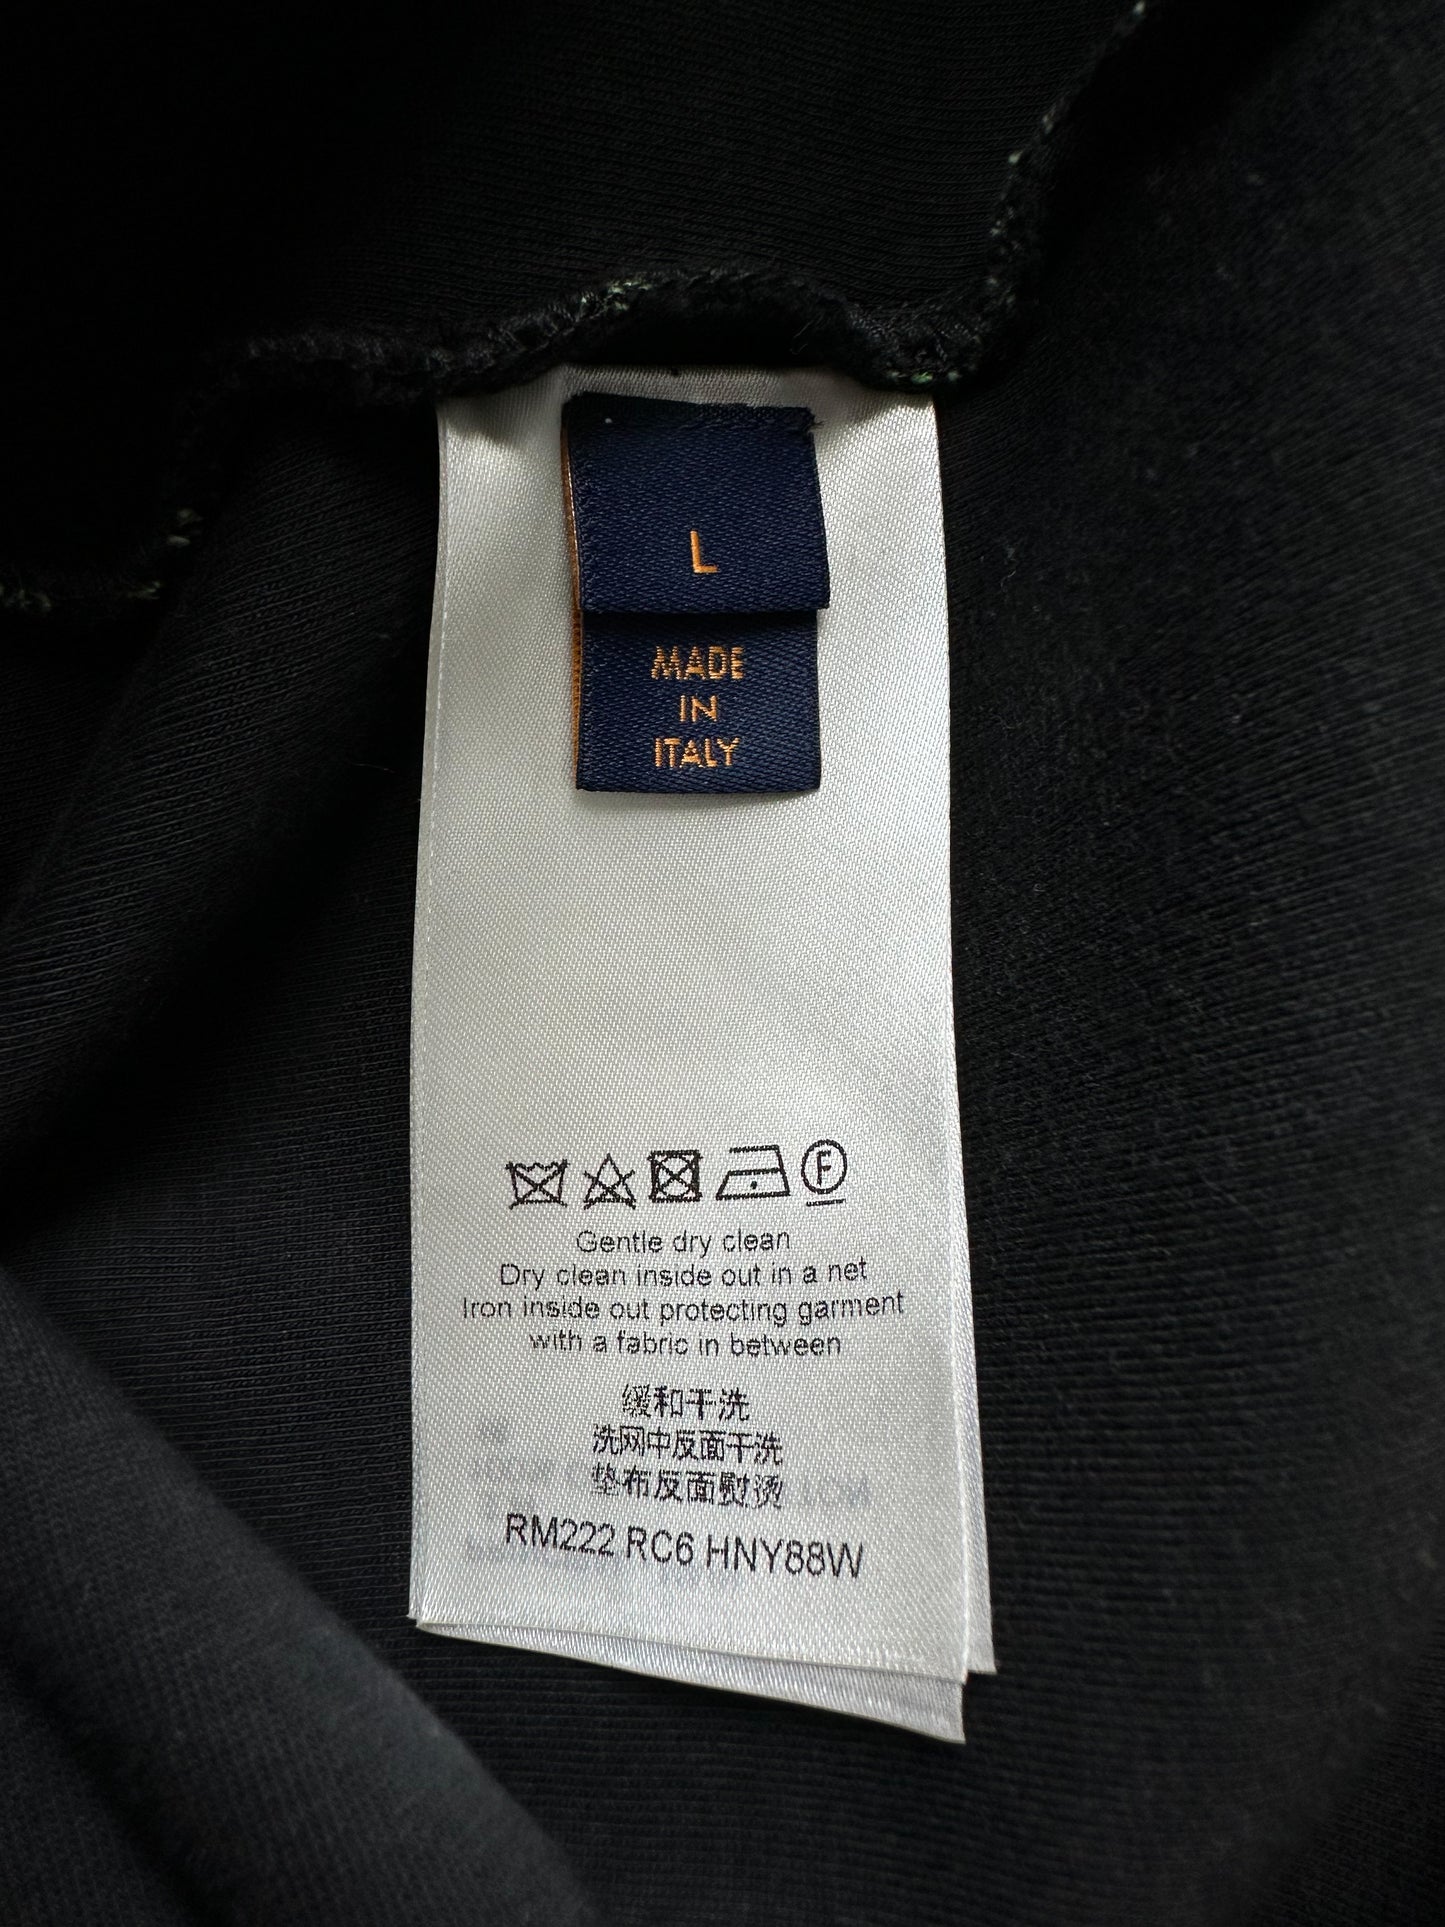 L
MADE
IN
ITALY
F
Gentle dry clean
Dry clean inside out in a net
Iron inside out protecting garment
with a fabric in between
缓和干洗
洗网中反面干洗
垫布反面熨烫
RM222 RC6 HNY88W